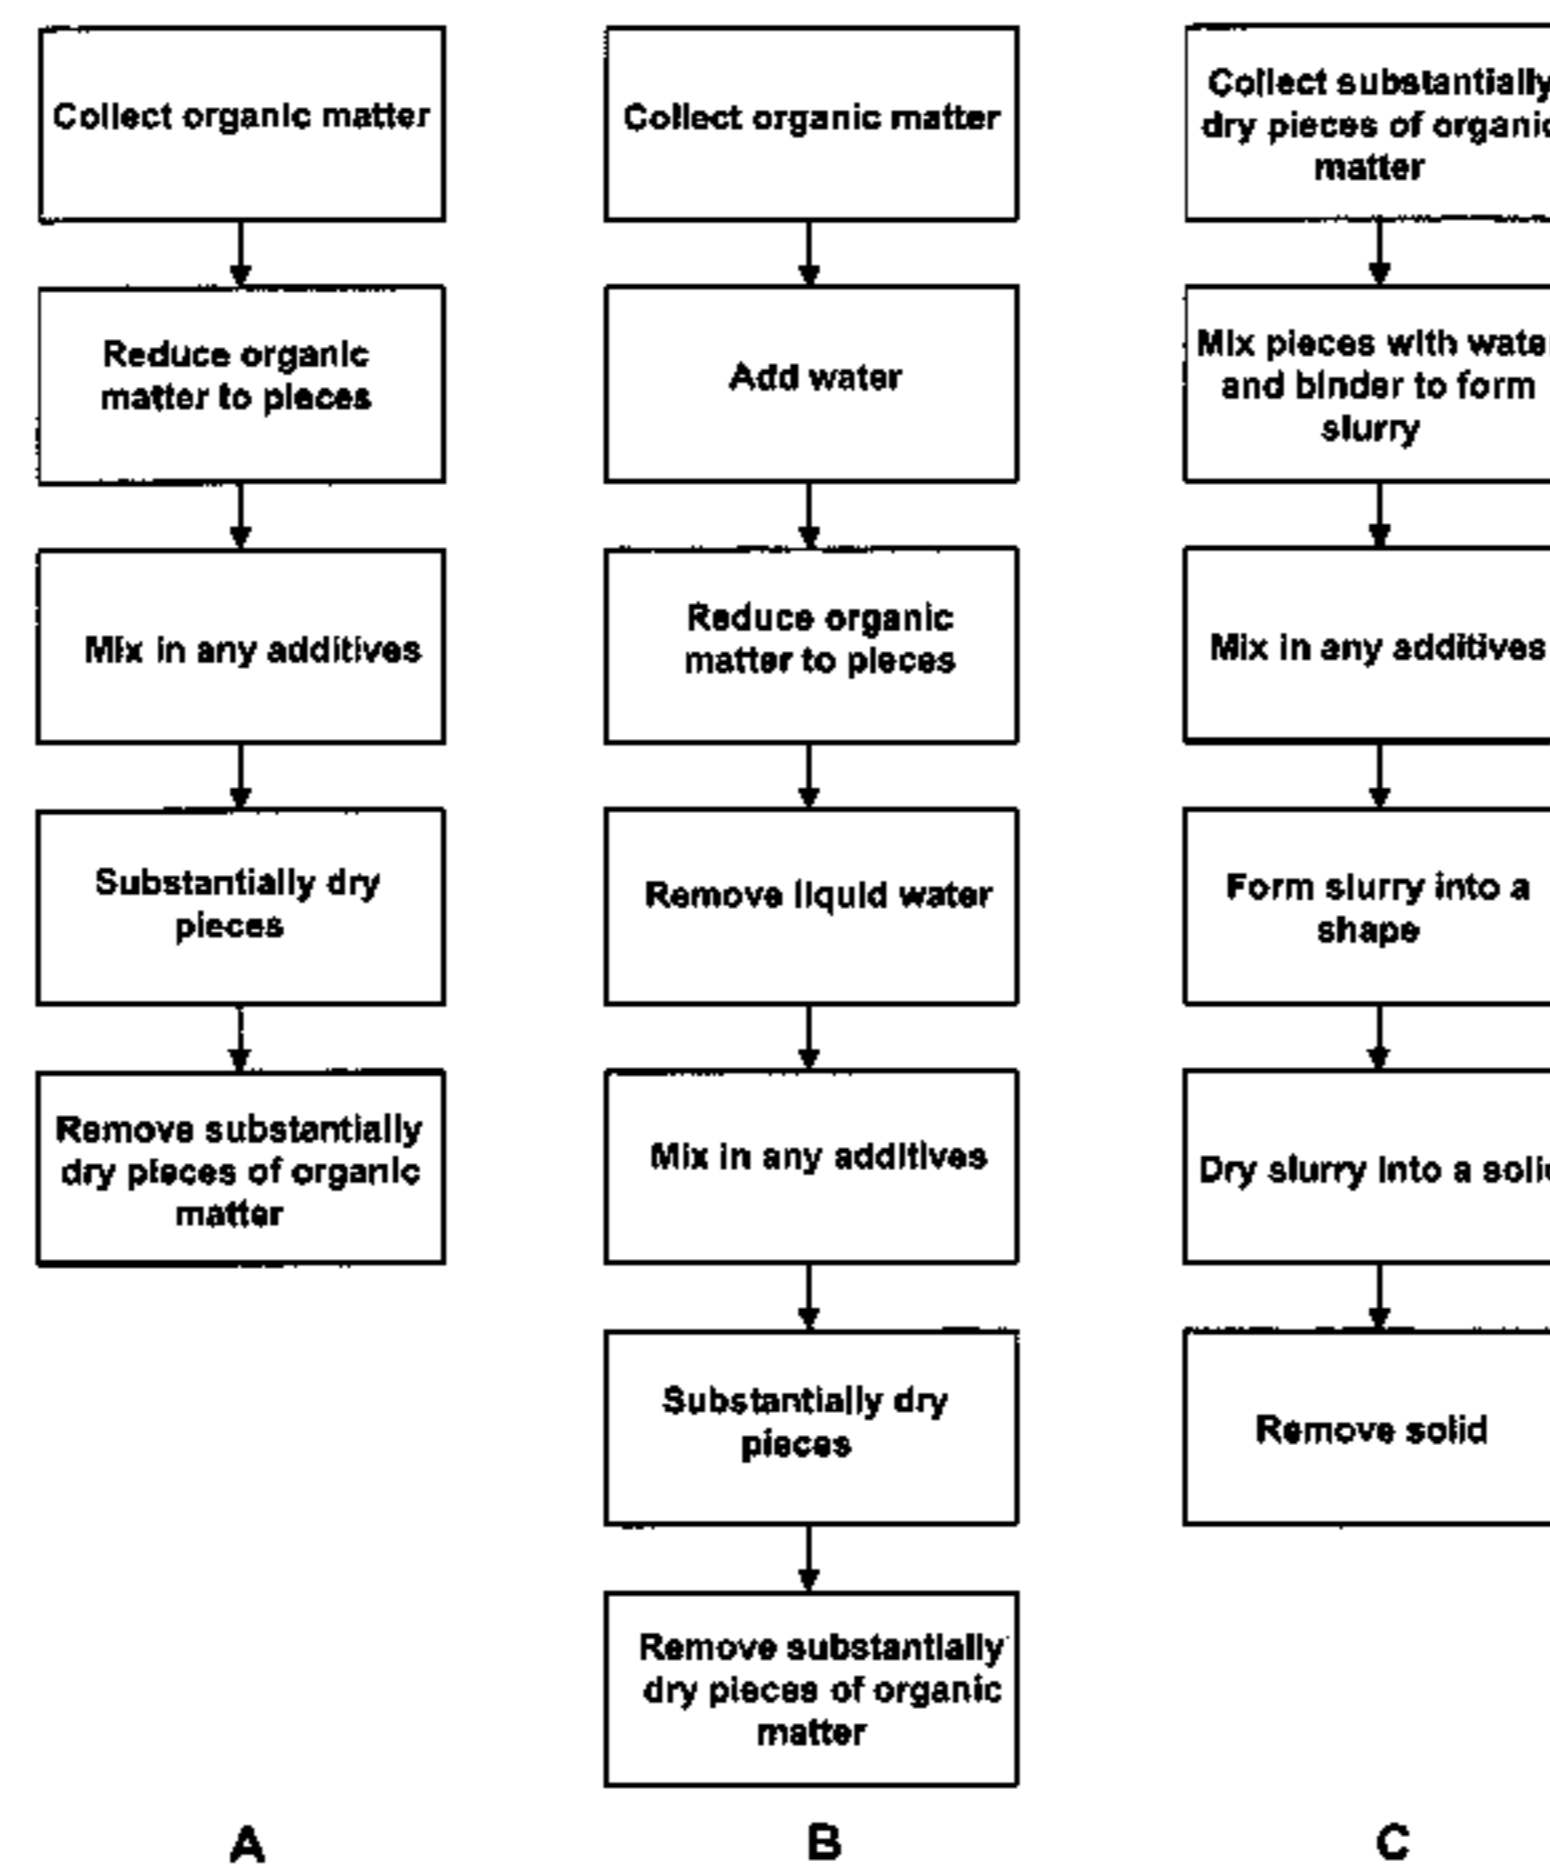 Collect organic matter
Reduce organic
matter to pieces
Mix in any additives
Substantially dry
pieces
Remove substantially
dry pieces of organic
matter
A
Collect organic matter
Add water
Reduce organic
matter to pieces
Remove liquid water
Mix in any additives
Substantially dry
pieces
Remove substantially
dry pieces of organic
matter
B
Collect substantially
dry pieces of organic
matter
Mix pieces with water
and binder to form
slurry
Mix in any additives
Form slurry into a
shape
Dry slurry into a solid
Remove solid
C